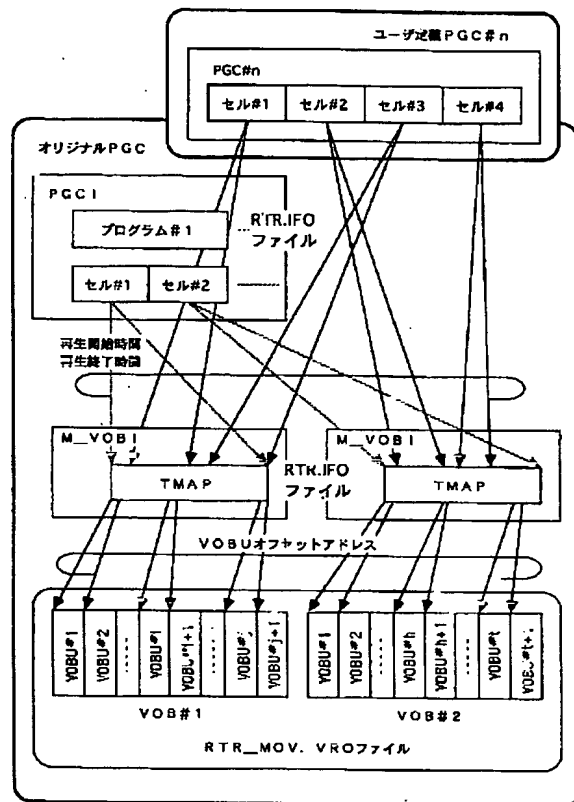 ユーザ定義PGC#n
PGC#n
セル#1 セル#2 セル#3 セル#4
オリジナルPGC
PGCI
プログラム#1
RTR.IFO
ファイル
セル#1 セル#2
再生開始時間
再生終了時間
M_VOBI M_VOBI
TMAP
RTR.IFO
ファイル
TMAP
VOBUオフセットアドレス
VOBU#1 VOBU#2 VOBU#i VOBU#i+1 VOBU#j VOBU#j+1
VOBU#1 VOBU#2 VOBU#h VOBU#h+1 VOBU#t VOBU#t+1
VOB#1 VOB#2
RTR_MOV. VROファイル